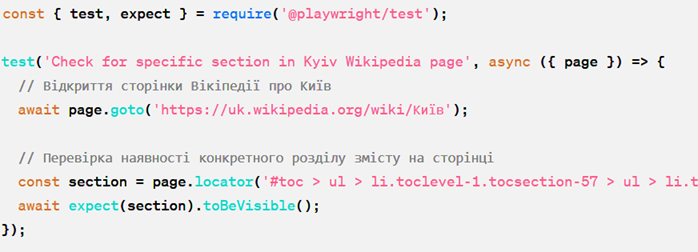 const { test, expect } = require('@playwright/test');
test('Check for specific section in Kyiv Wikipedia page', async ({ page }) => {
// Відкриття сторінки Вікіпедії про Київ
await page.goto('https://uk.wikipedia.org/wiki/Київ');
// Перевірка наявності конкретного розділу змісту на сторінці
const section = page.locator('#toc > ul > li.toclevel-1.tocsection-57 > ul > li.t
await expect(section).toBeVisible();
});